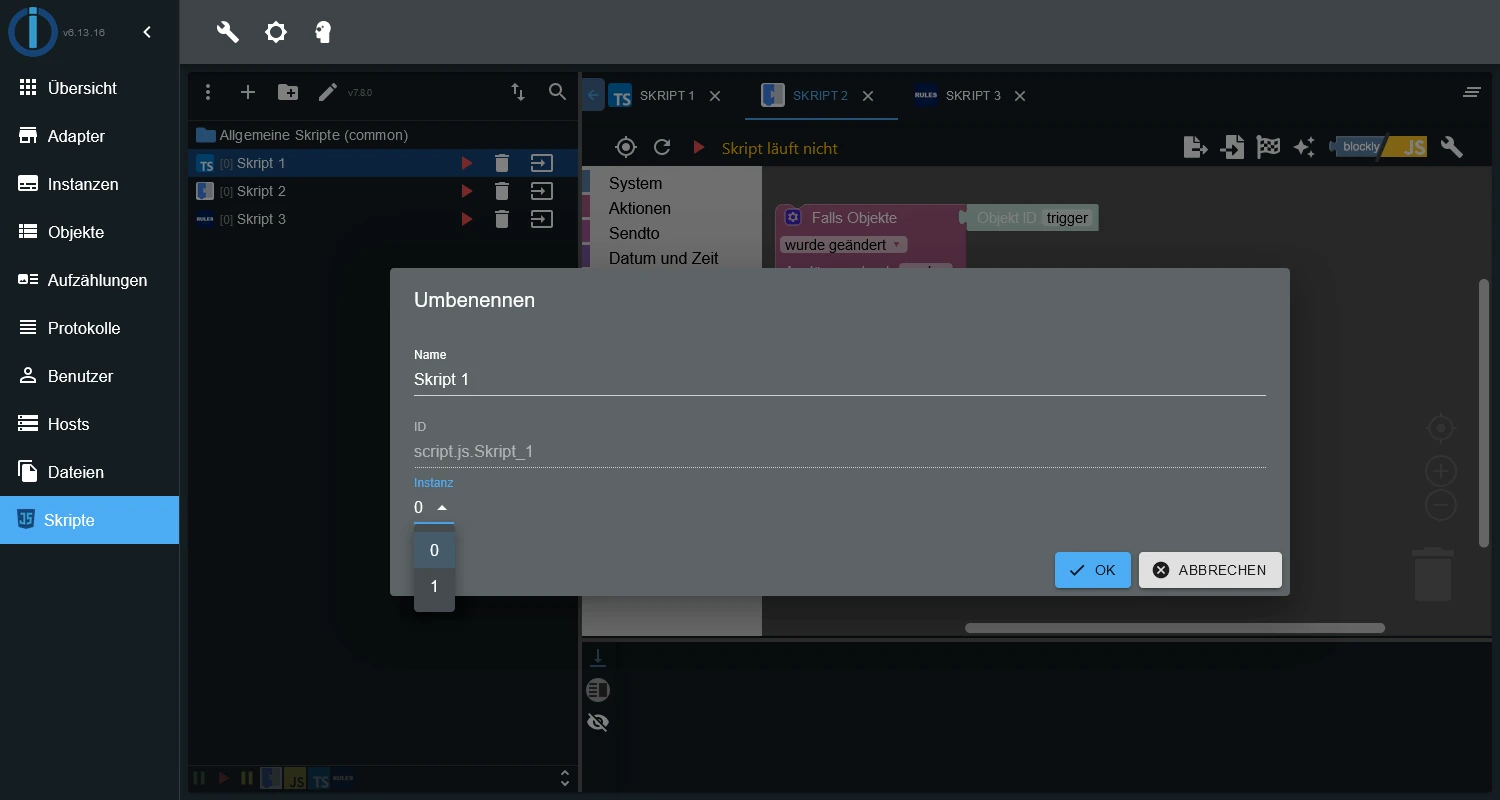 v6.13.16
Übersicht
Adapter
Instanzen
Objekte
Aufzählungen
Protokolle
Benutzer
Hosts
Dateien
Skripte
v7.8.0
Allgemeine Skripte (common)
TS [0] Skript 1
[0] Skript 2
RULES [0] Skript 3
TS SKRIPT 1
SKRIPT 2
RULES SKRIPT 3
Skript läuft nicht
blockly JS
System
Aktionen
Sendto
Datum und Zeit
Falls Objekte
Objekt ID trigger
wurde geändert
Umbenennen
Name
Skript 1
ID
script.js.Skript_1
Instanz
0
0
1
OK
ABBRECHEN
JS TS RULES